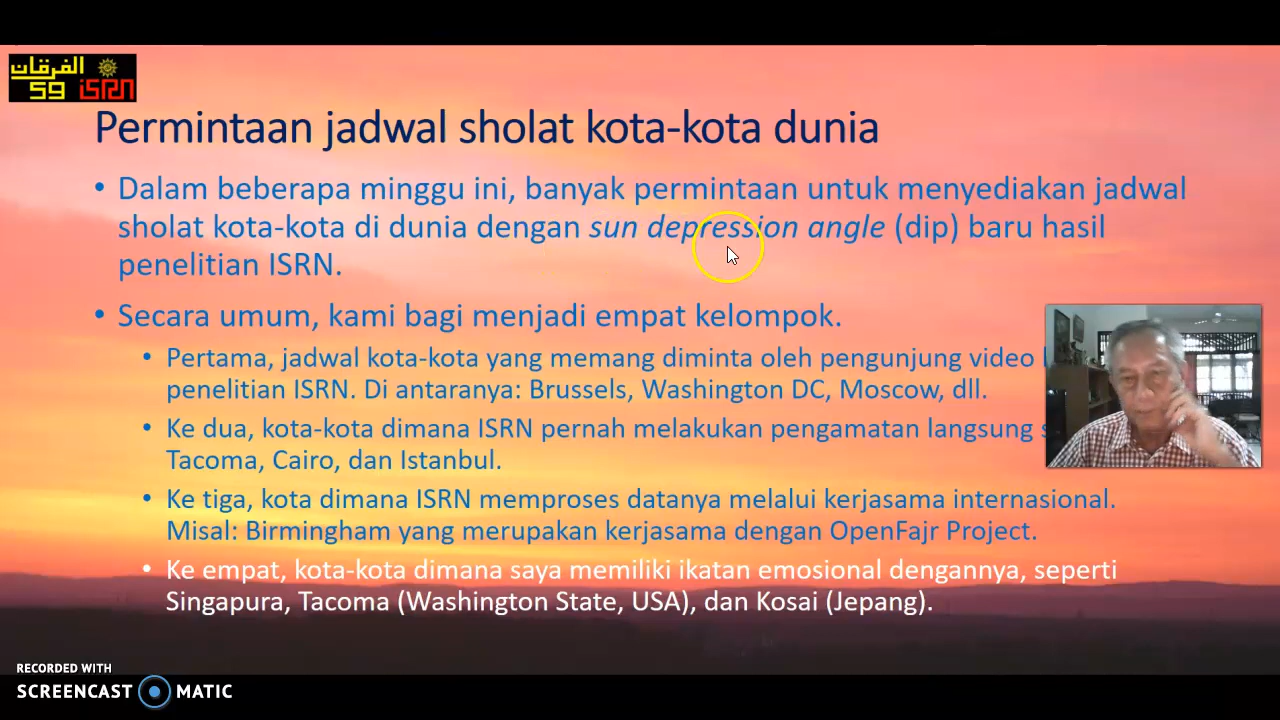 الفرقان
59 isrn
Permintaan jadwal sholat kota-kota dunia
• Dalam beberapa minggu ini, banyak permintaan untuk menyediakan jadwal
sholat kota-kota di dunia dengan sun depression angle (dip) baru hasil
penelitian ISRN.
• Secara umum, kami bagi menjadi empat kelompok.
• Pertama, jadwal kota-kota yang memang diminta oleh pengunjung video
penelitian ISRN. Di antaranya: Brussels, Washington DC, Moscow, dll.
• Ke dua, kota-kota dimana ISRN pernah melakukan pengamatan langsung
Tacoma, Cairo, dan Istanbul.
• Ke tiga, kota dimana ISRN memproses datanya melalui kerjasama internasional.
Misal: Birmingham yang merupakan kerjasama dengan OpenFajr Project.
• Ke empat, kota-kota dimana saya memiliki ikatan emosional dengannya, seperti
Singapura, Tacoma (Washington State, USA), dan Kosai (Jepang).
RECORDED WITH
SCREENCAST MATIC